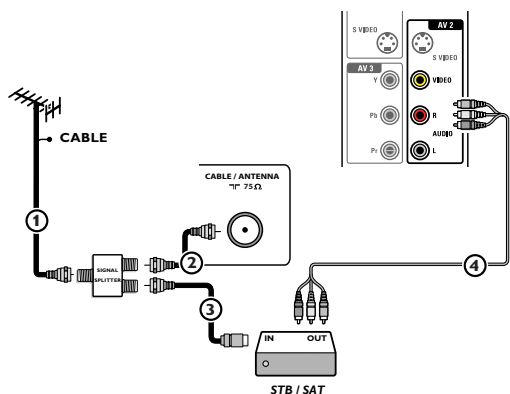 AV 2
S VIDEO
S VIDEO
AV 3
Y
VIDEO
Pb
R
AUDIO
Pr
L
CABLE
CABLE / ANTENNA
75 Ω
1
2
SIGNAL
SPLITTER
3
4
IN OUT
STB / SAT